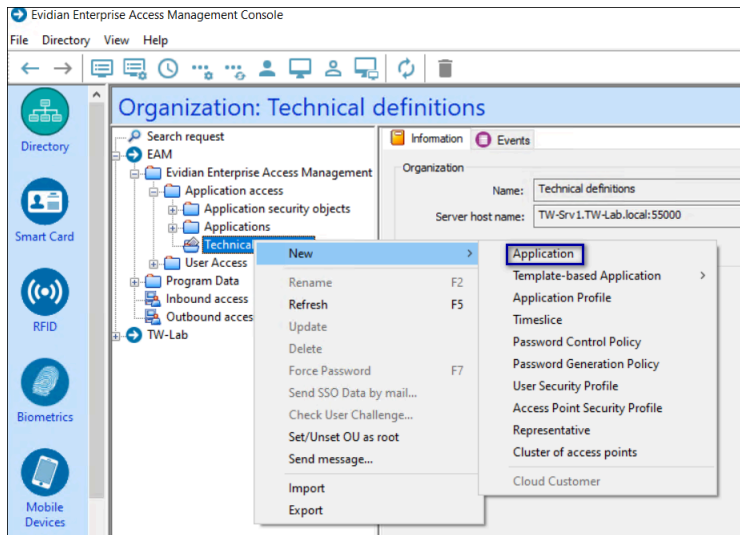 Evidian Enterprise Access Management Console
File Directory View Help
Organization: Technical definitions
Directory
Smart Card
RFID
Biometrics
Mobile
Devices
Search request
EAM
Evidian Enterprise Access Management
Application access
Application security objects
Applications
Technica
User Access
Program Data
Inbound access
Outbound acces
TW-Lab
Information Events
Organization
Name: Technical definitions
Server host name: TW-Srv1.TW-Lab.local:55000
New >
Rename F2
Refresh F5
Update
Delete
Force Password F7
Send SSO Data by mail...
Check User Challenge...
Set/Unset OU as root
Send message...
Import
Export
Application
Template-based Application >
Application Profile
Timeslice
Password Control Policy
Password Generation Policy
User Security Profile
Access Point Security Profile
Representative
Cluster of access points
Cloud Customer